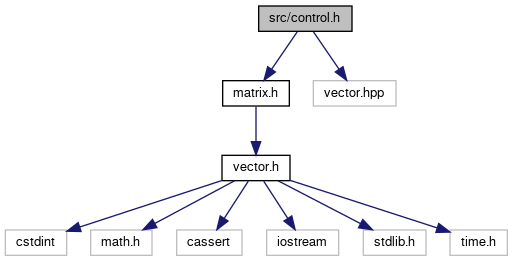 src/control.h
matrix.h
vector.hpp
vector.h
cstdint
math.h
cassert
iostream
stdlib.h
time.h